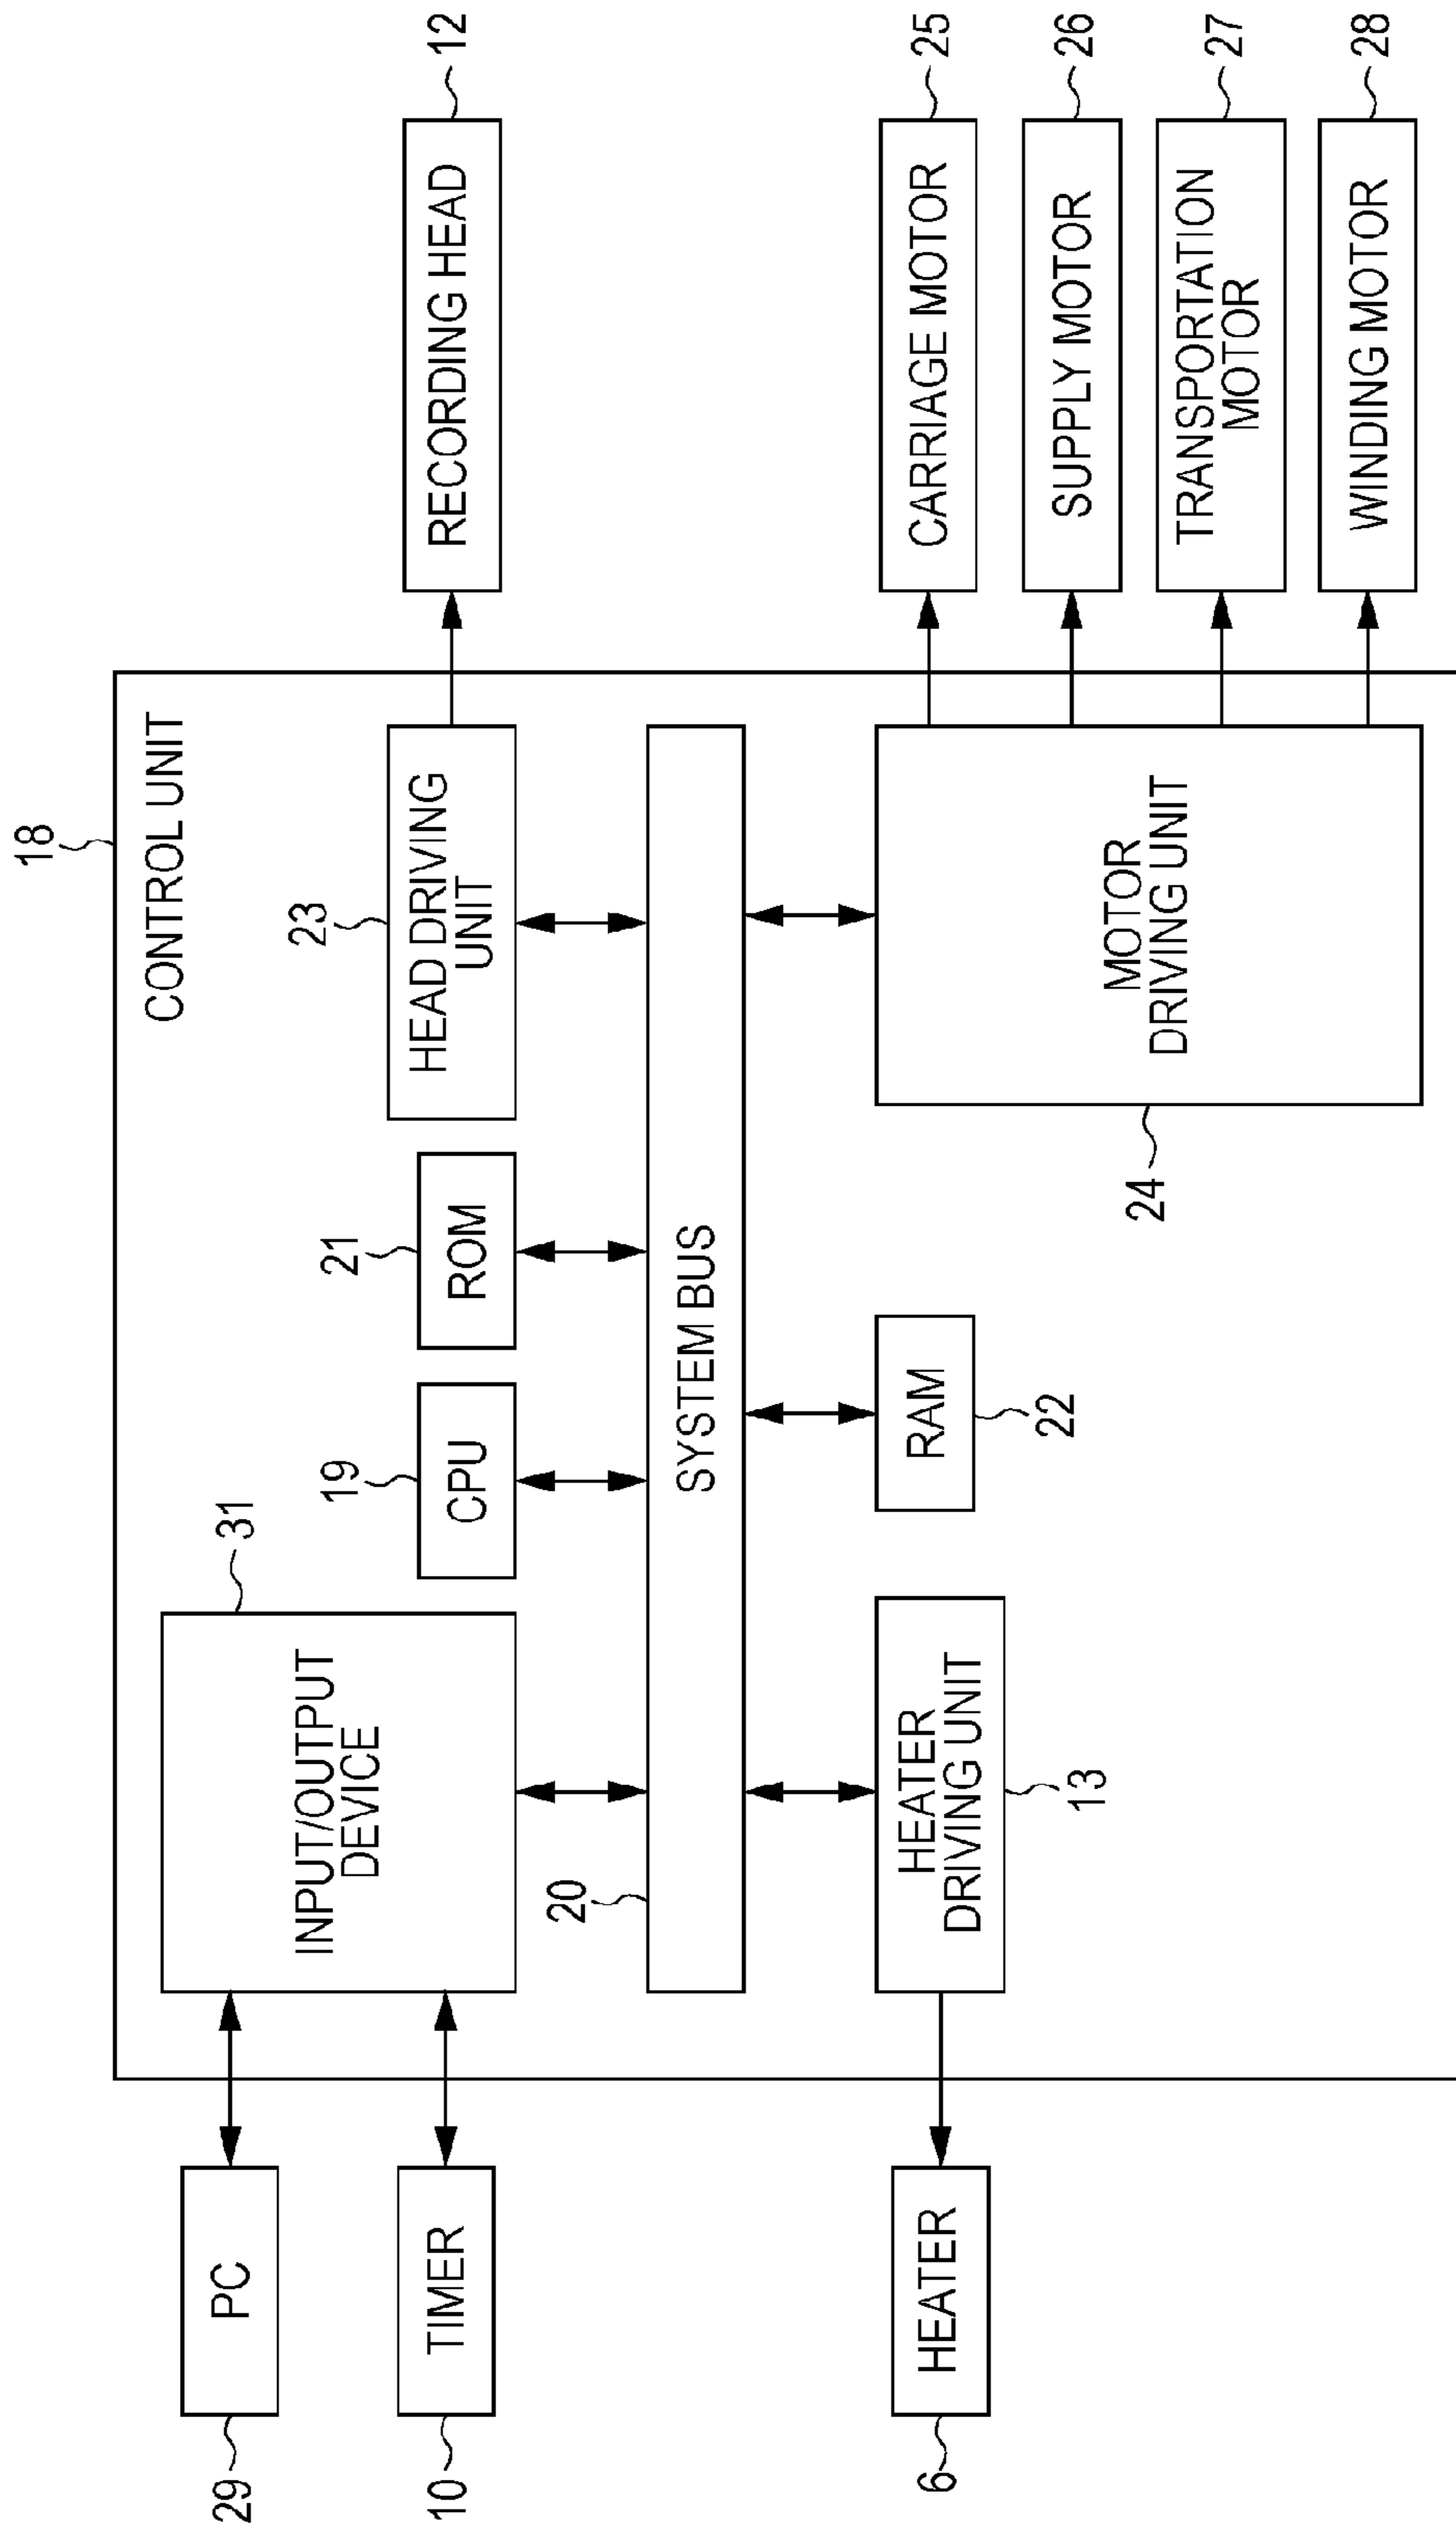 18
CONTROL UNIT
29
PC
10
TIMER
6
HEATER
31
INPUT/OUTPUT
DEVICE
19
CPU
21
ROM
23
HEAD DRIVING
UNIT
20
SYSTEM BUS
HEATER
DRIVING UNIT
13
RAM
22
MOTOR
DRIVING UNIT
24
RECORDING HEAD
12
CARRIAGE MOTOR
25
SUPPLY MOTOR
26
TRANSPORTATION
MOTOR
27
WINDING MOTOR
28